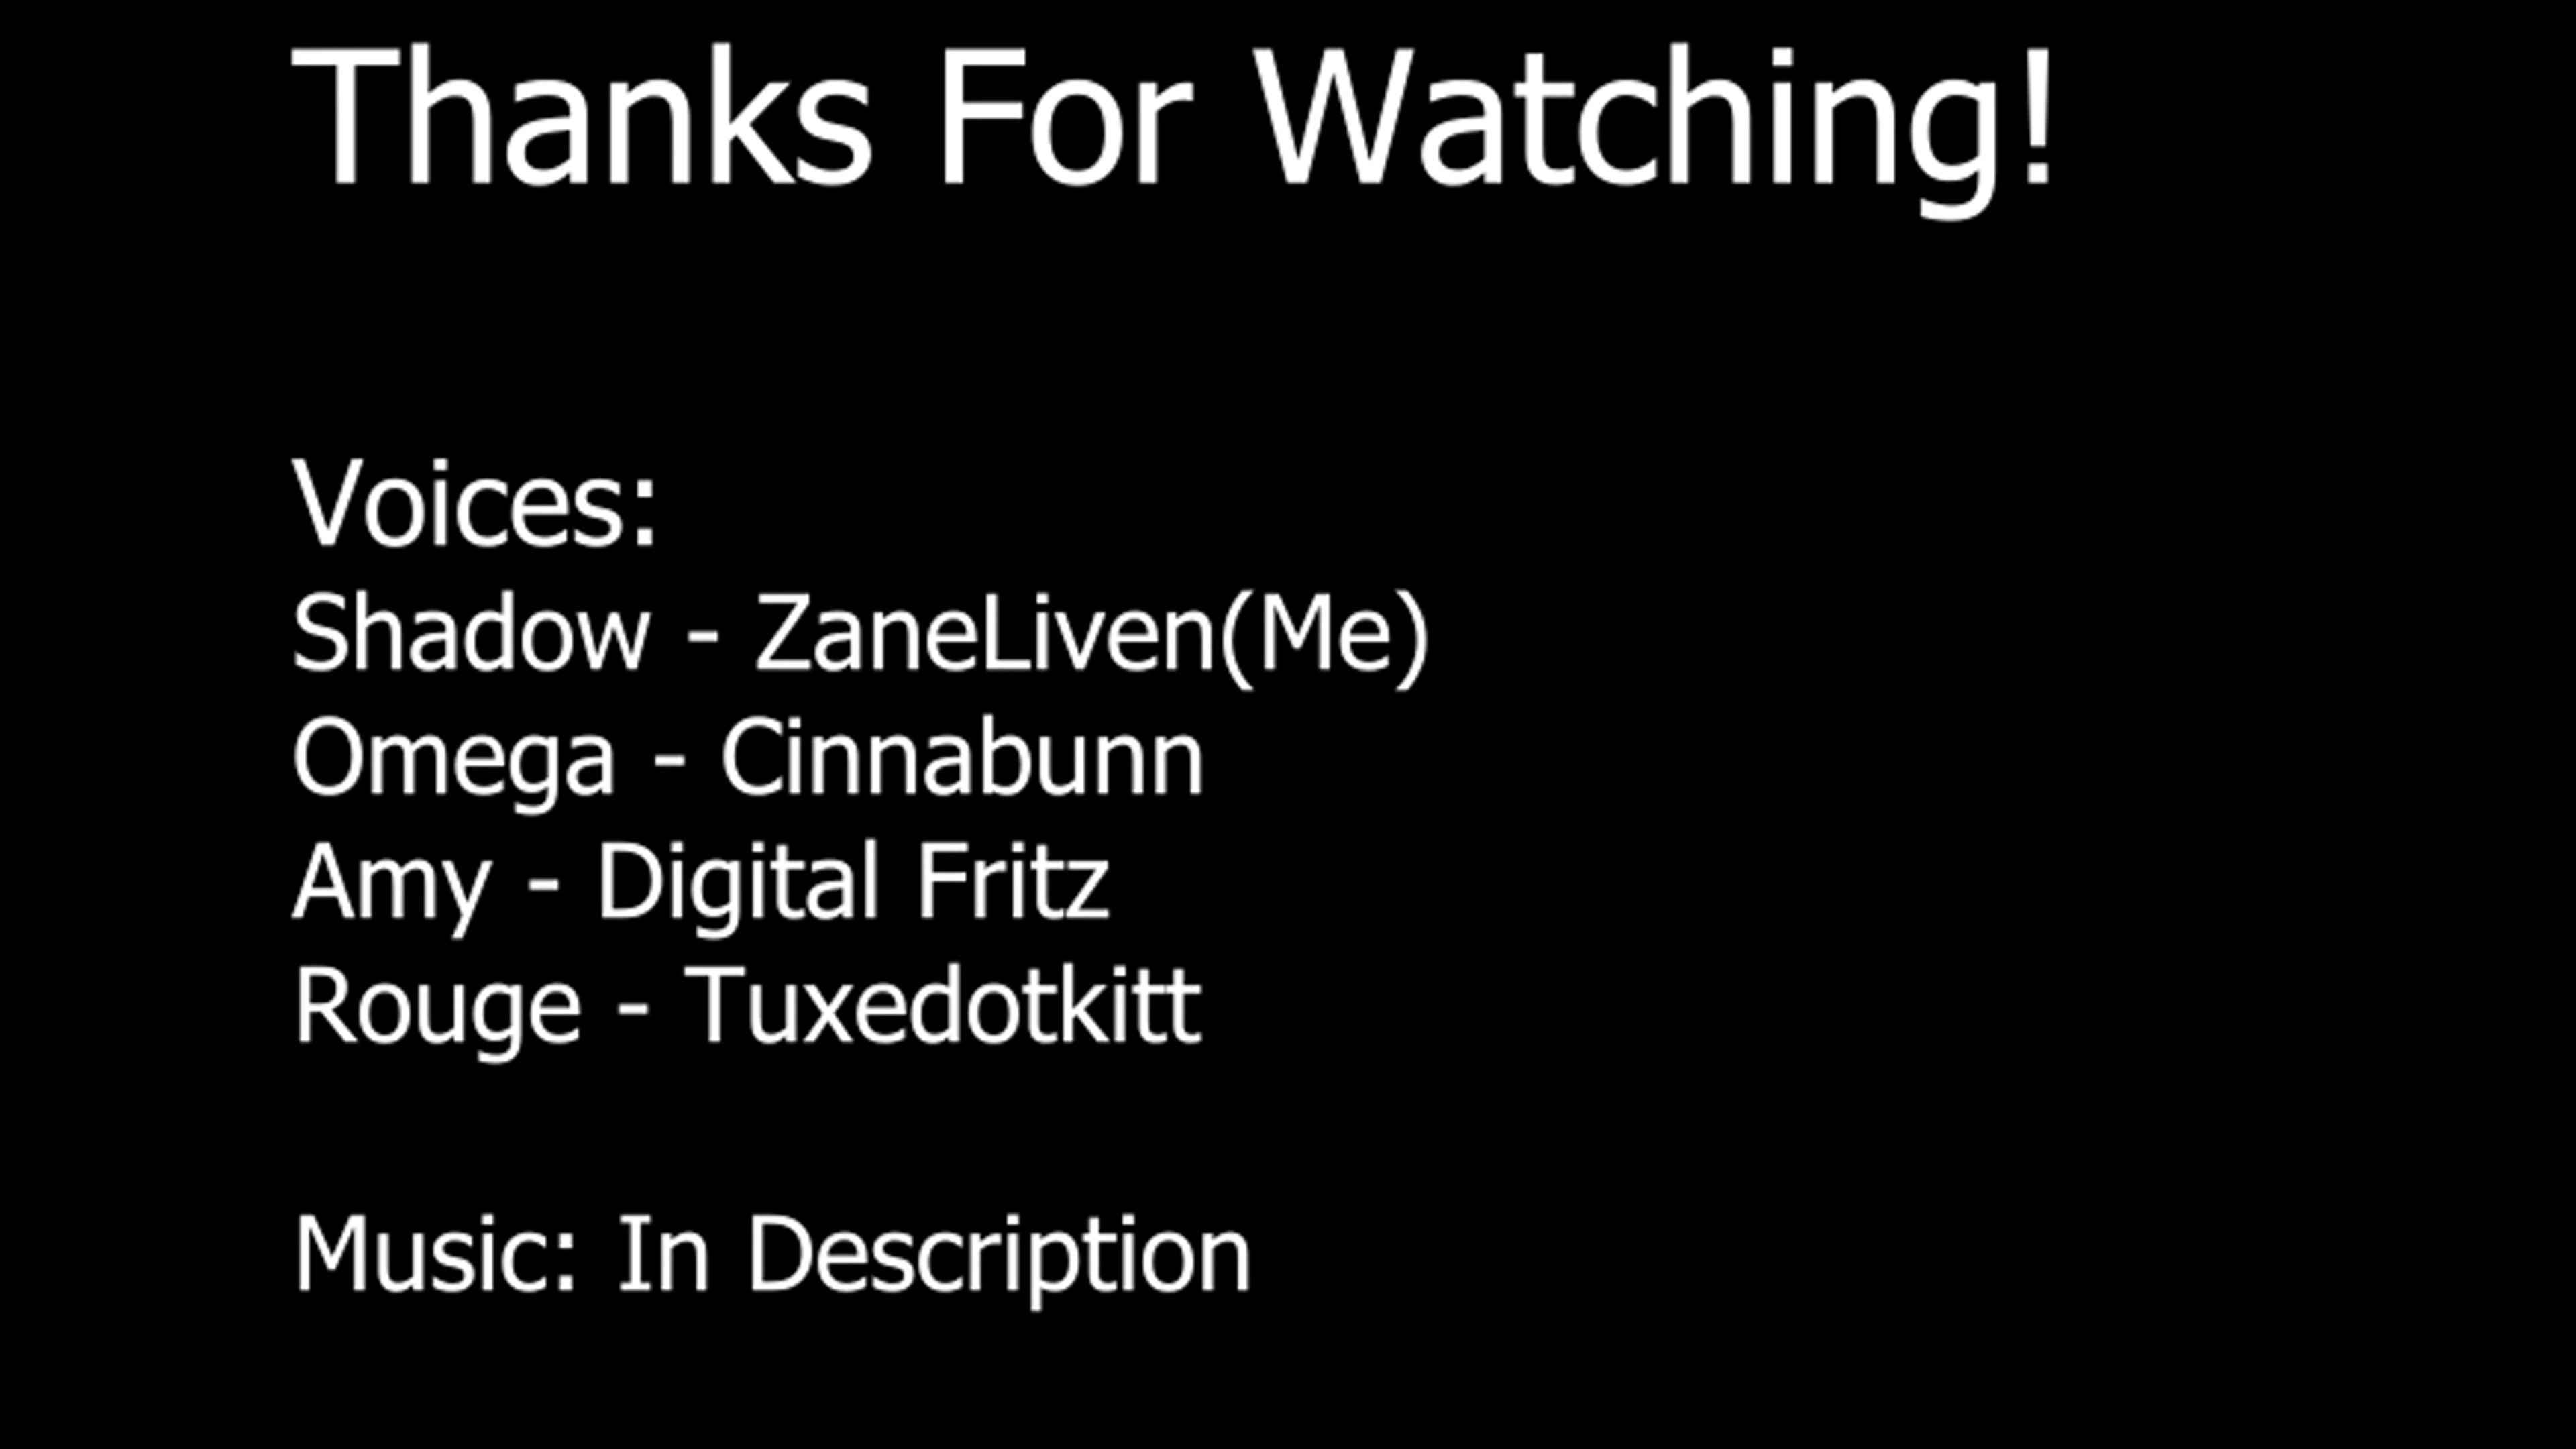 Thanks For Watching!
Voices:
Shadow - ZaneLiven(Me)
Omega - Cinnabunn
Amy - Digital Fritz
Rouge - Tuxedotkitt
Music: In Description